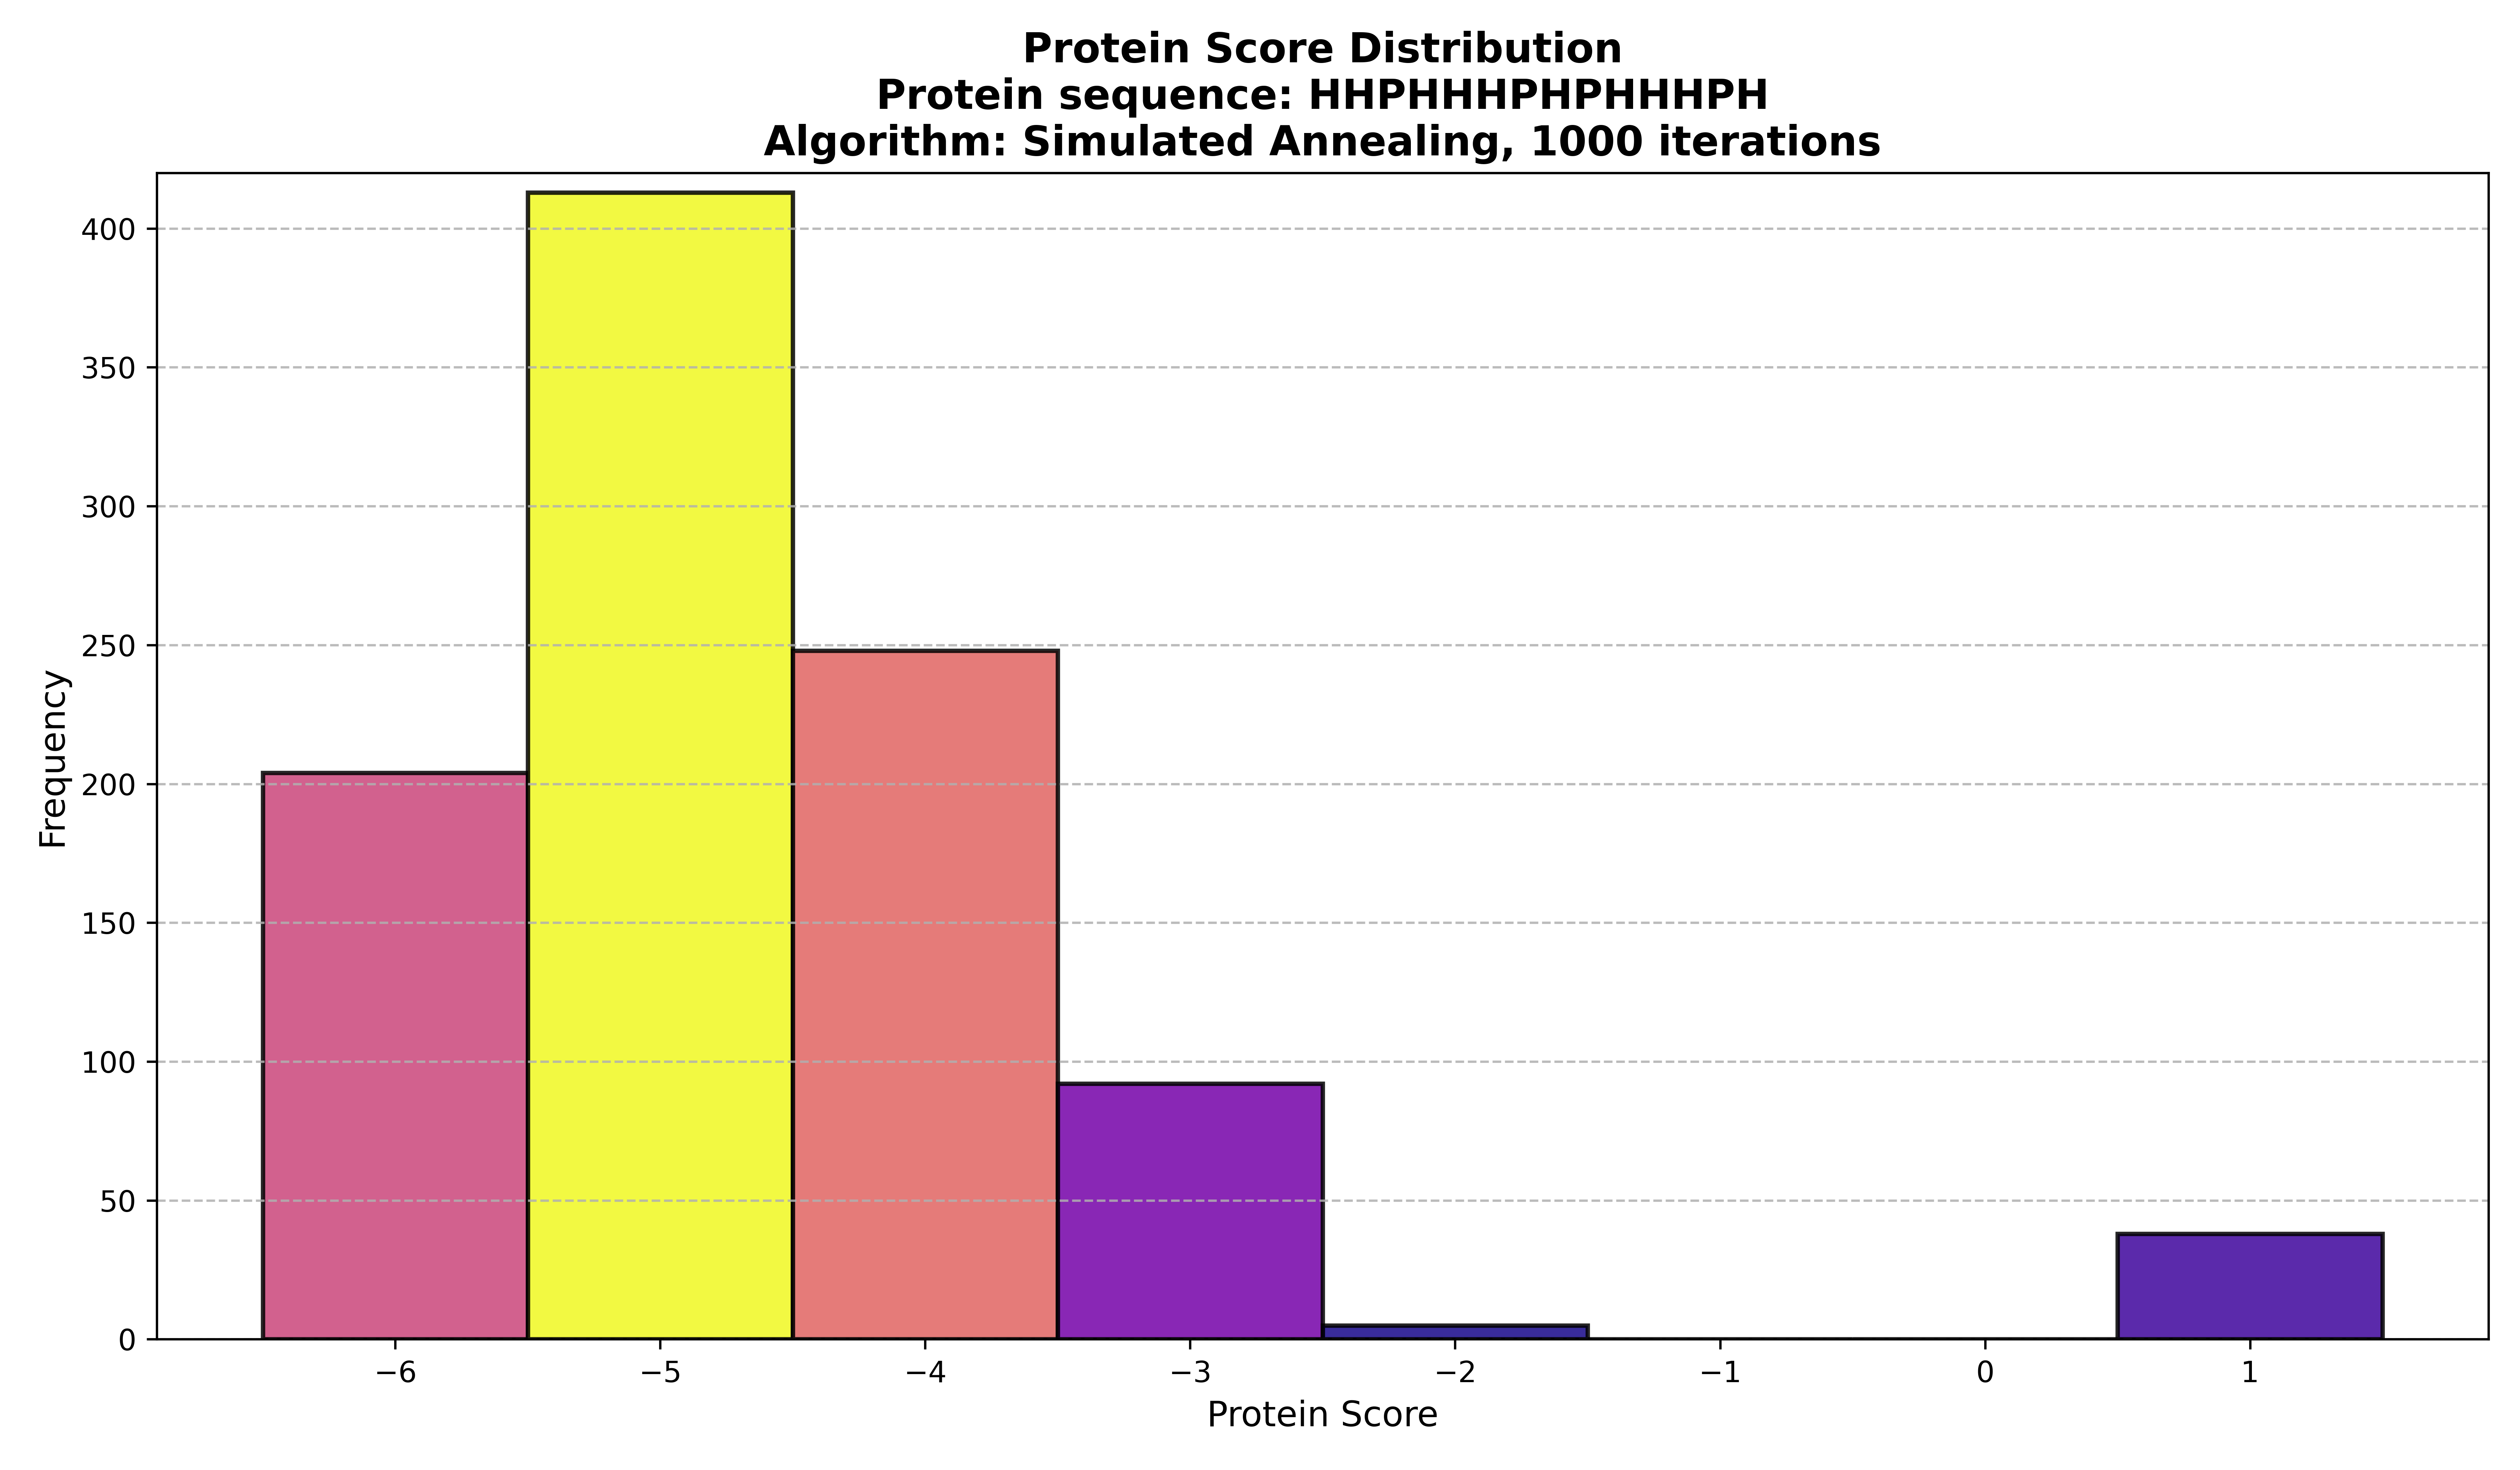 Protein Score Distribution
Protein sequence: HHPHHHPHPHHHPH
Algorithm: Simulated Annealing, 1000 iterations
400
350
300
250
200
150
100
50
0
Frequency
−6 −5 −4 −3 −2 −1 0 1
Protein Score